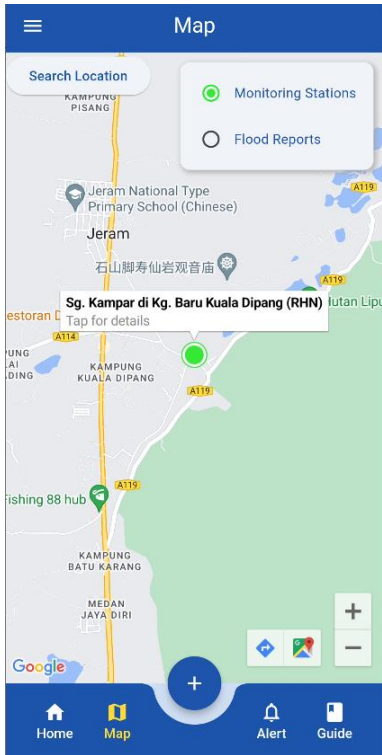 Map
Search Location
Monitoring Stations
Flood Reports
KAMPUNG
PISANG
A119
Jeram National Type
Primary School (Chinese)
Jeram
石山脚寿仙岩观音庙
A119
Sg. Kampar di Kg. Baru Kuala Dipang (RHN)
Tap for details
estoran D
Hutan Lipu
A114
KAMPUNG
KUALA DIPANG
A119
A119
Fishing 88 hub
KAMPUNG
BATU KARANG
MEDAN
JAYA DIRI
+
−
Google
+
Home
Map
Alert
Guide